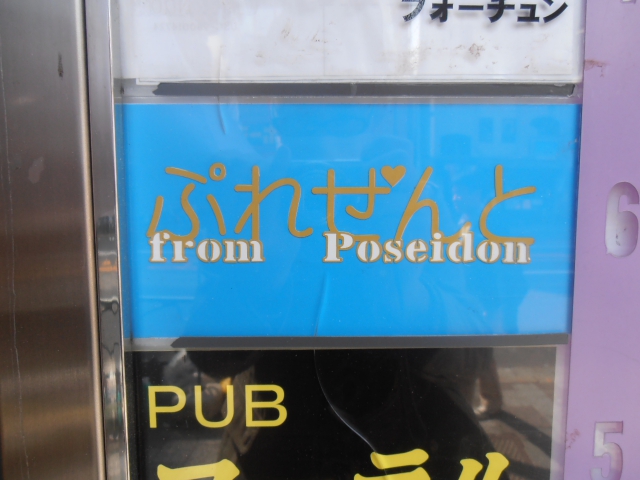 フォーチュン
ぷれぜんと
from Poseidon
6
PUB
5